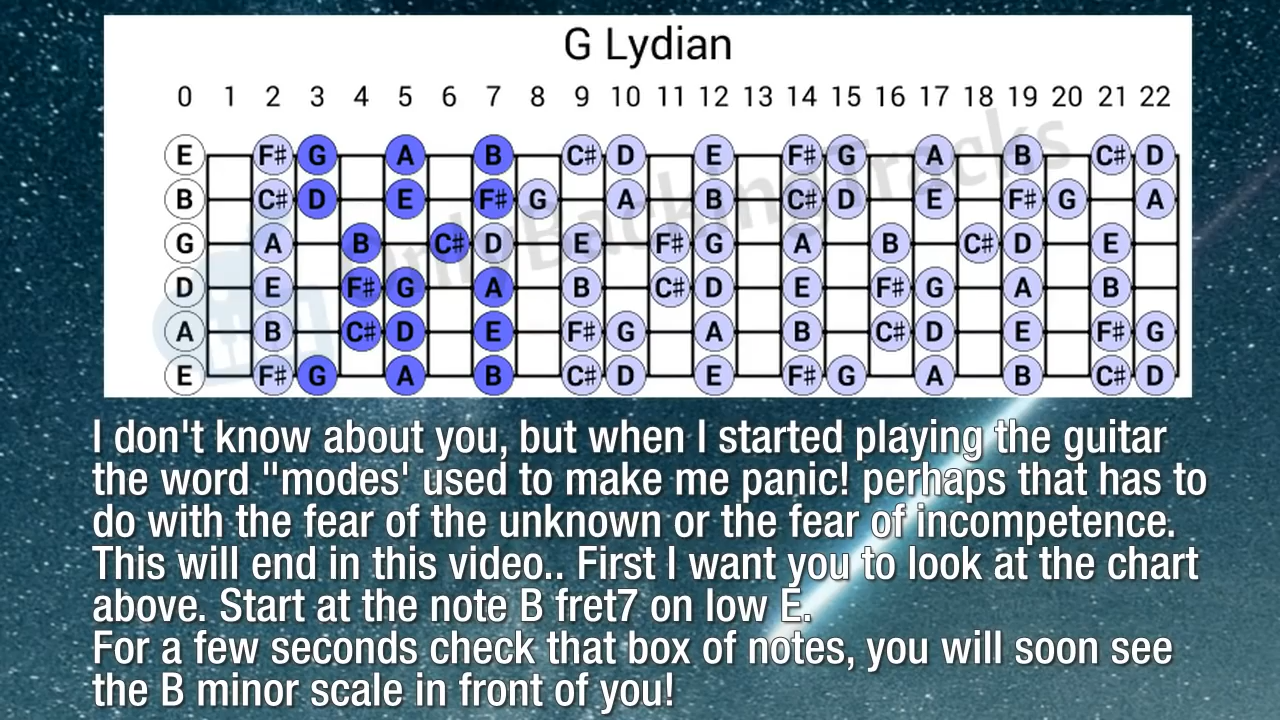 G Lydian
0 1 2 3 4 5 6 7 8 9 10 11 12 13 14 15 16 17 18 19 20 21 22
E F# G A B C# D E F# G A B C# D
B C# D E F# G A B C# D E F# G A
G A B C# D E F# G A B C# D E
D E F# G A B C# D E F# G A B
A B C# D E F# G A B C# D E F# G
E F# G A B C# D E F# G A B C# D
I don't know about you, but when I started playing the guitar
the word "modes' used to make me panic! perhaps that has to
do with the fear of the unknown or the fear of incompetence.
This will end in this video.. First I want you to look at the chart
above. Start at the note B fret7 on low E.
For a few seconds check that box of notes, you will soon see
the B minor scale in front of you!